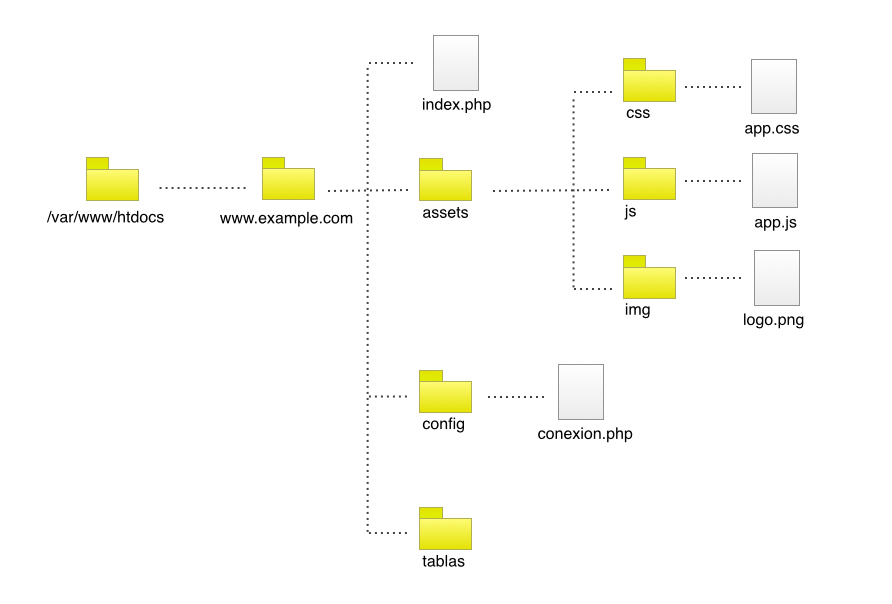 index.php
css
app.css
/var/www/htdocs
www.example.com
assets
js
app.js
img
logo.png
config
conexion.php
tablas